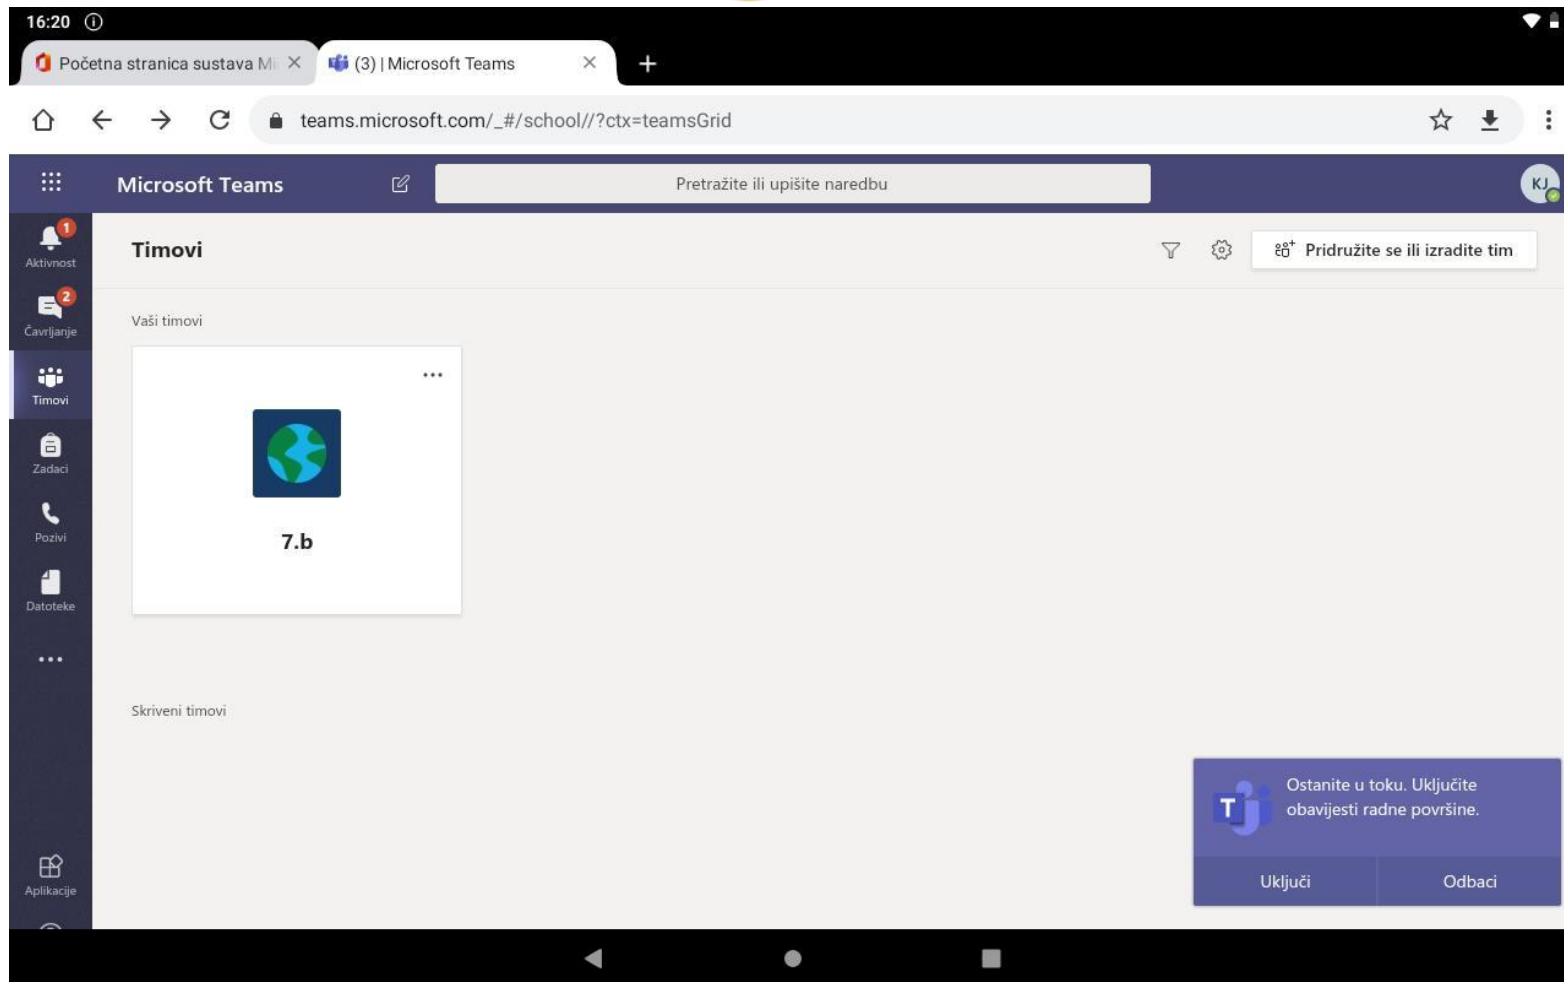 16:20
Početna stranica sustava Mi
(3) | Microsoft Teams
teams.microsoft.com/_#/school//?ctx=teamsGrid
Microsoft Teams
Pretražite ili upišite naredbu
KJ
1
Aktivnost
Timovi
Pridružite se ili izradite tim
2
Čavrljanje
Vaši timovi
Timovi
Zadaci
Pozivi
7.b
Datoteke
Skriveni timovi
T
Ostanite u toku. Uključite
obavijesti radne površine.
Uključi
Odbaci
Aplikacije